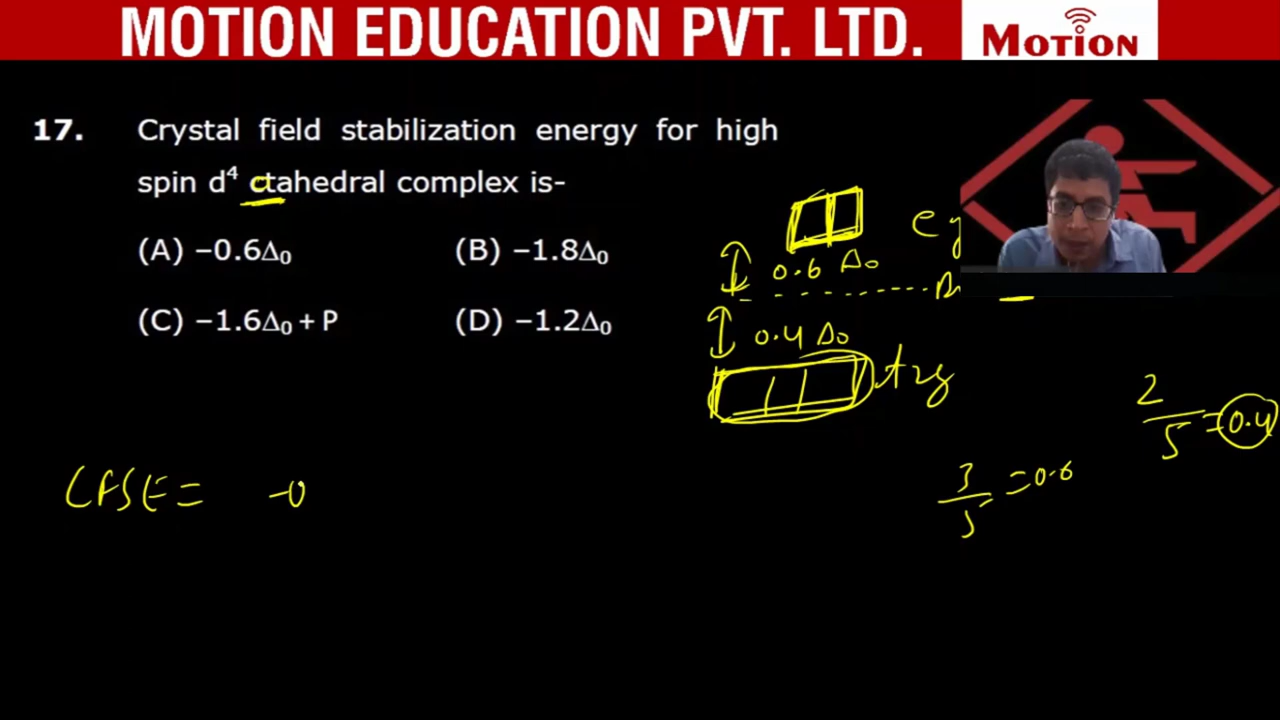 MOTION EDUCATION PVT. LTD.
MOTION
17. Crystal field stabilization energy for high
spin d⁴ octahedral complex is-
(A) −0.6Δ₀ (B) −1.8Δ₀
(C) −1.6Δ₀ + P (D) −1.2Δ₀
0.6 Δ₀
0.4 Δ₀
t₂g
2/5 = 0.4
3/5 = 0.6
CFSE = -0